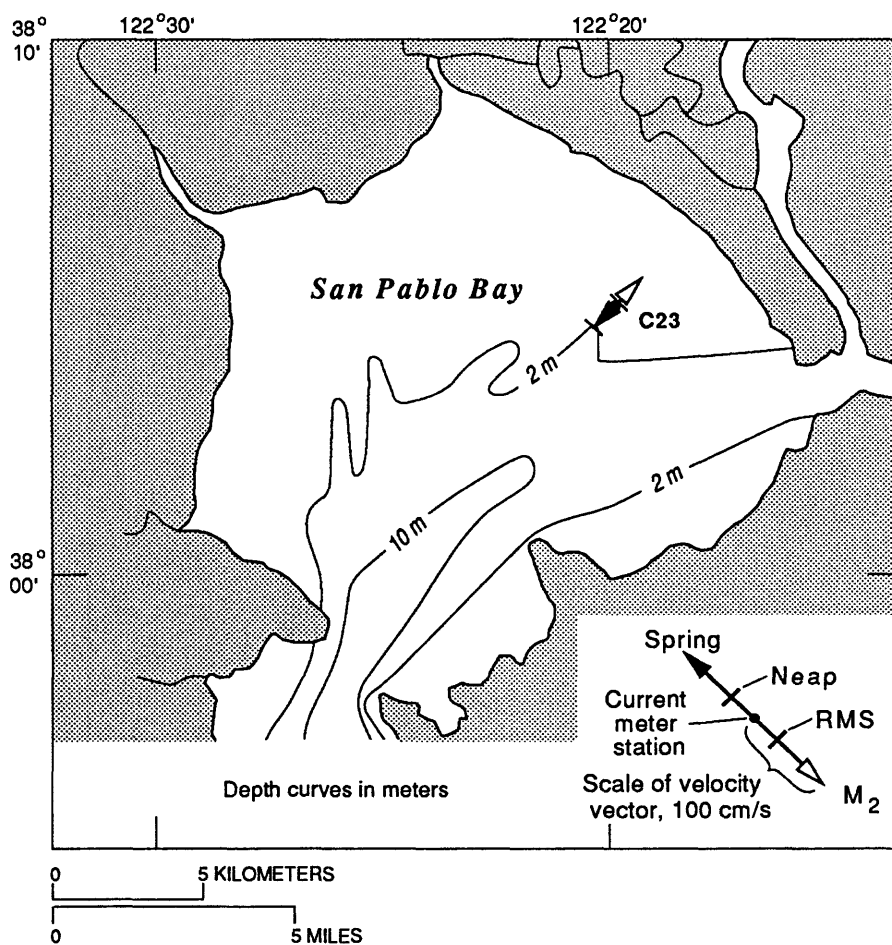 38°
10'
122°30'
122°20'
San Pablo Bay
C23
2 m
2 m
10 m
38°
00'
Spring
Neap
Current
meter
station
RMS
Scale of velocity
vector, 100 cm/s
M2
Depth curves in meters
0 5 KILOMETERS
0 5 MILES